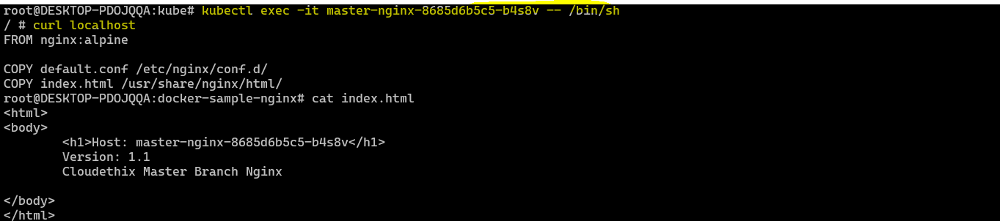 root@DESKTOP-PDOJQQA:kube# kubectl exec -it master-nginx-8685d6b5c5-b4s8v -- /bin/sh
/ # curl localhost
FROM nginx:alpine

COPY default.conf /etc/nginx/conf.d/
COPY index.html /usr/share/nginx/html/
root@DESKTOP-PDOJQQA:docker-sample-nginx# cat index.html
<html>
<body>
        <h1>Host: master-nginx-8685d6b5c5-b4s8v</h1>
        Version: 1.1
        Cloudethix Master Branch Nginx

</body>
</html>